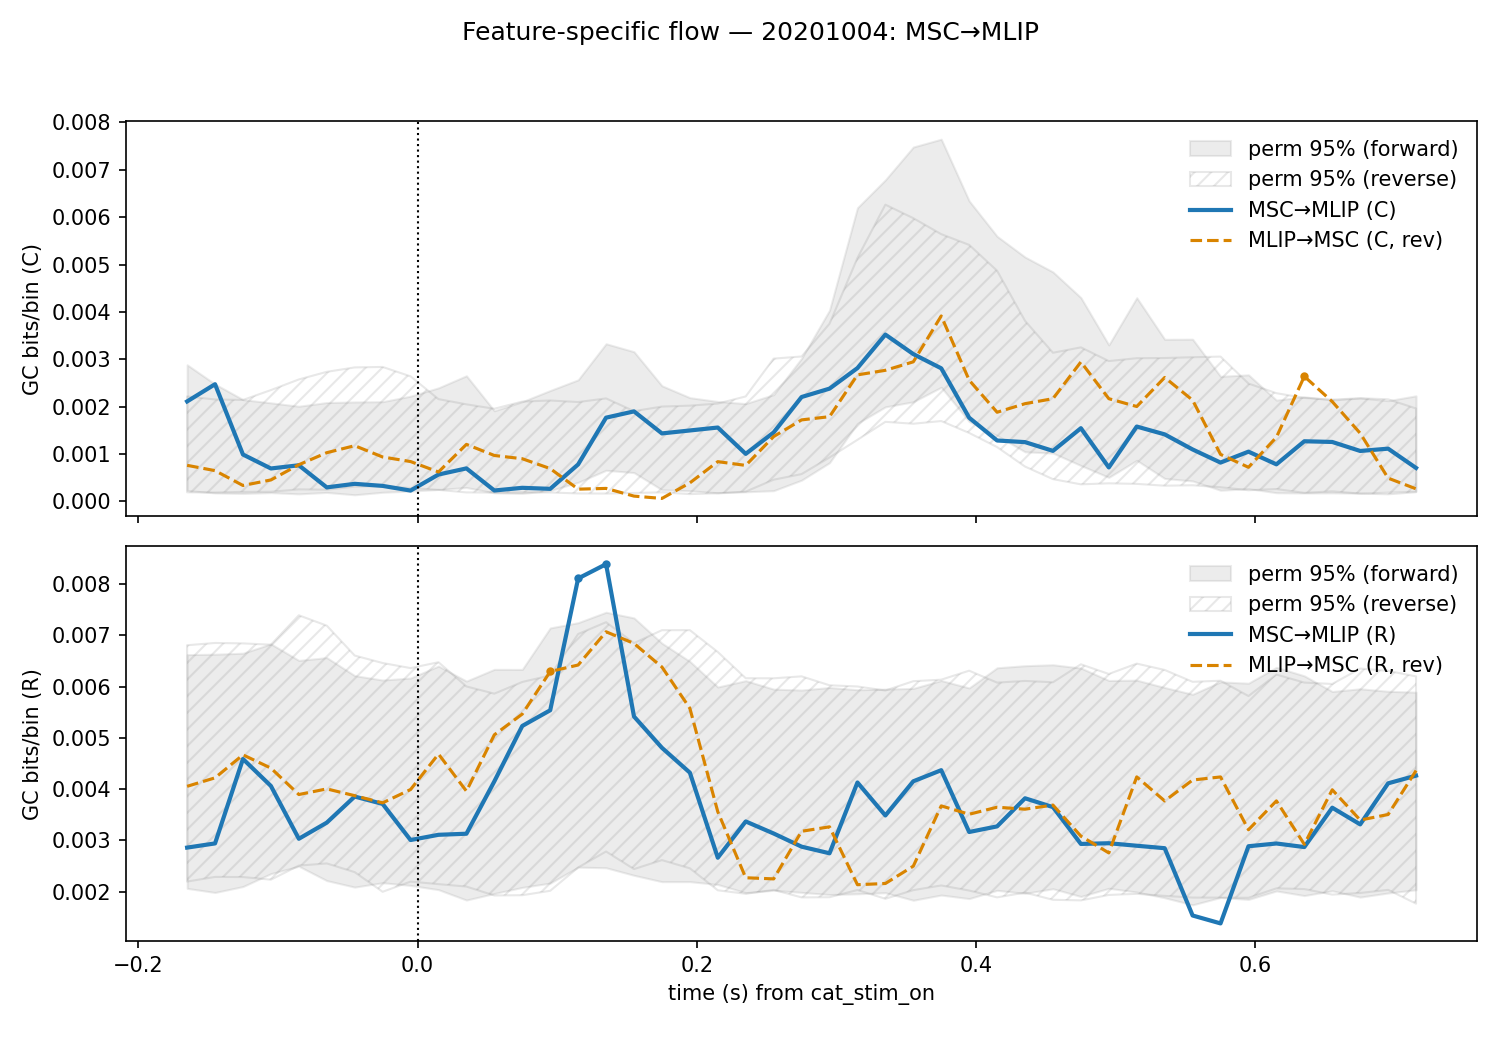 Feature-specific flow — 20201004: MSC→MLIP
GC bits/bin (C)
0.008
0.007
0.006
0.005
0.004
0.003
0.002
0.001
0.000
perm 95% (forward)
perm 95% (reverse)
MSC→MLIP (C)
MLIP→MSC (C, rev)
GC bits/bin (R)
0.008
0.007
0.006
0.005
0.004
0.003
0.002
perm 95% (forward)
perm 95% (reverse)
MSC→MLIP (R)
MLIP→MSC (R, rev)
−0.2 0.0 0.2 0.4 0.6
time (s) from cat_stim_on